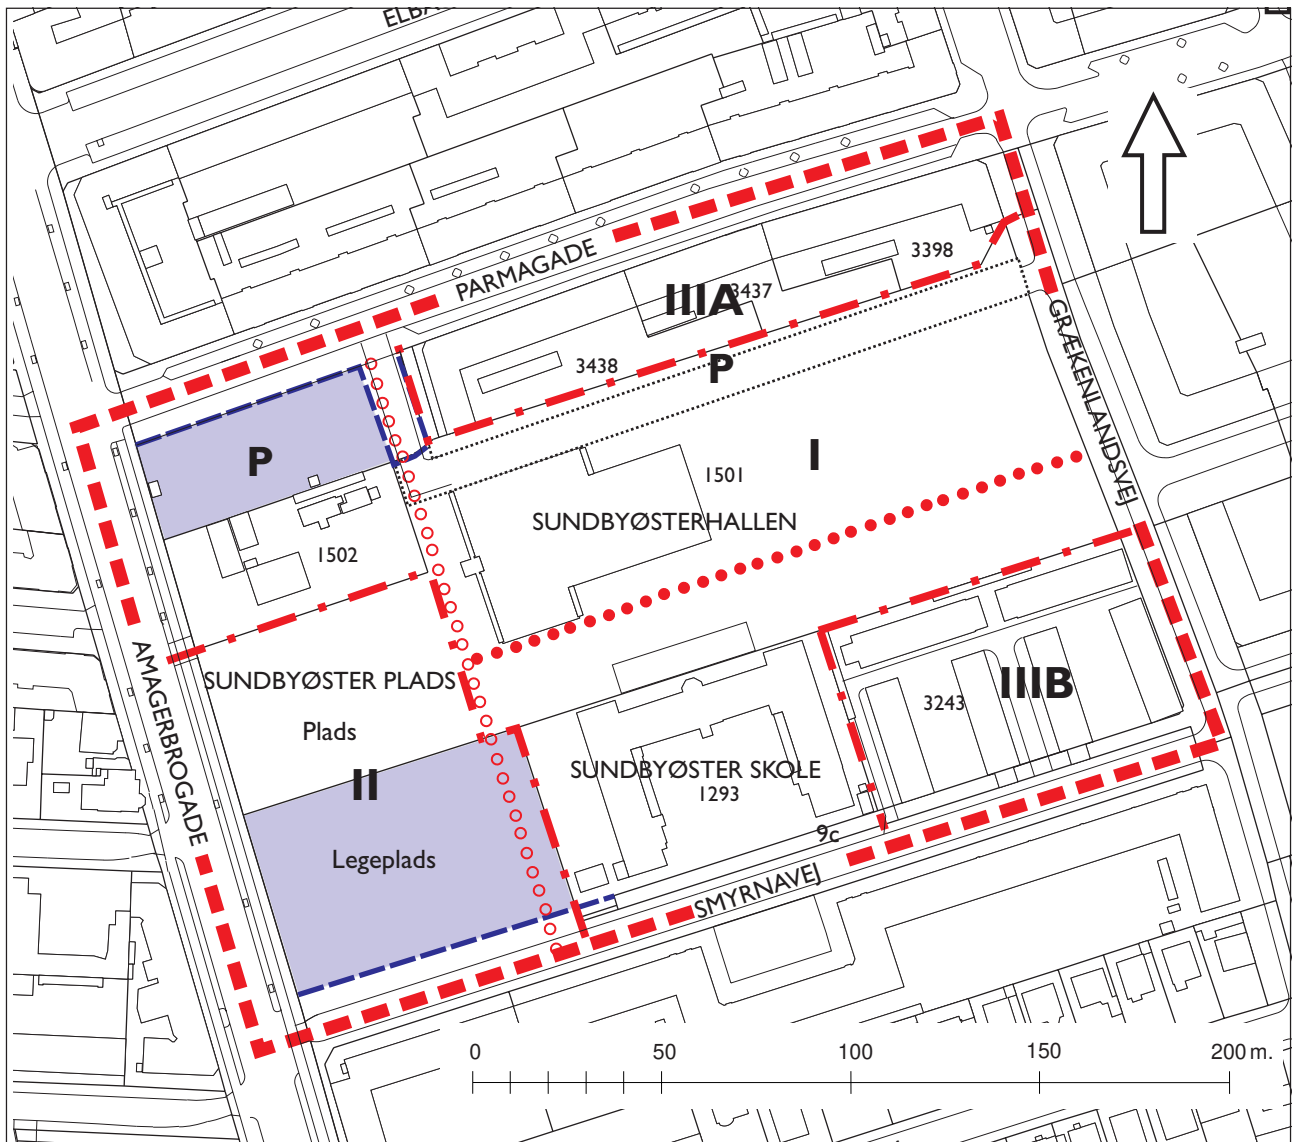 PARMAGADE
3398
IIIA
3437
3438
P
GRÆKENLANDSVEJ
P
I
1501
SUNDBYØSTERHALLEN
1502
AMAGERBROGADE
SUNDBYØSTER PLADS
Plads
IIIB
3243
II
SUNDBYØSTER SKOLE
1293
9c
Legeplads
SMYRNAVEJ
0 50 100 150 200 m.